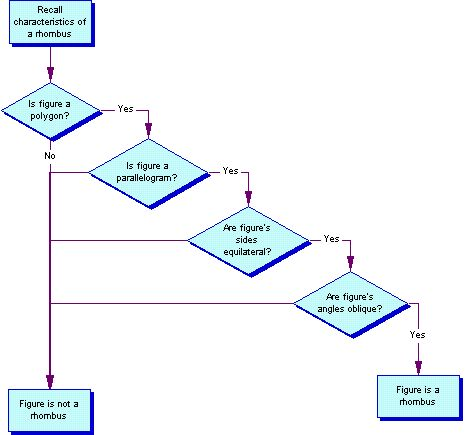 Recall
characteristics of
a rhombus
Is figure a
polygon?
Yes
No
Is figure a
parallelogram?
Yes
Are figure's
sides
equilateral?
Yes
Are figure's
angles oblique?
Yes
Figure is not a
rhombus
Figure is a
rhombus